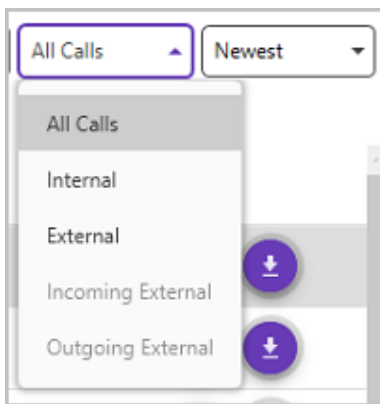 All Calls Newest
All Calls
Internal
External
Incoming External
Outgoing External